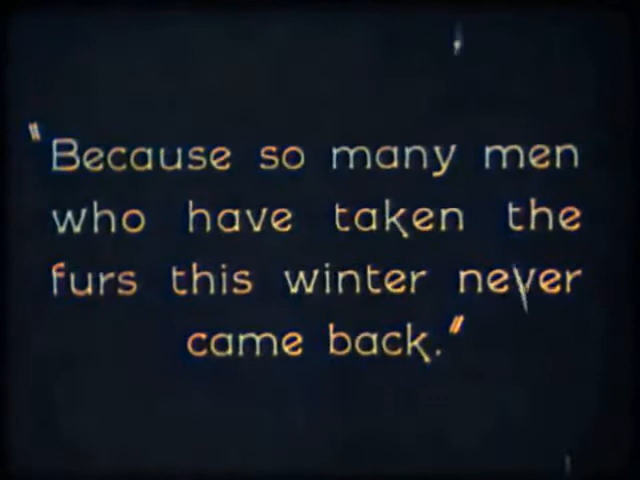 "Because so many men
who have taken the
furs this winter never
came back."